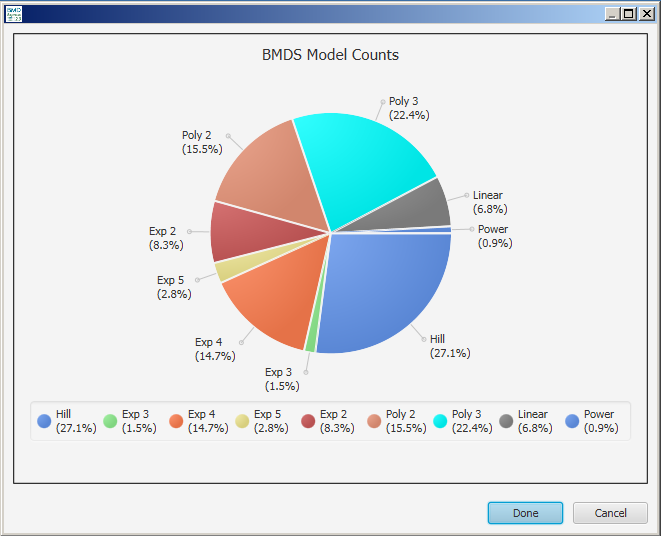 BMDS Model Counts
Poly 3
(22.4%)
Poly 2
(15.5%)
Linear
(6.8%)
Power
(0.9%)
Exp 2
(8.3%)
Exp 5
(2.8%)
Exp 4
(14.7%)
Hill
(27.1%)
Exp 3
(1.5%)
Hill
(27.1%)
Exp 3
(1.5%)
Exp 4
(14.7%)
Exp 5
(2.8%)
Exp 2
(8.3%)
Poly 2
(15.5%)
Poly 3
(22.4%)
Linear
(6.8%)
Power
(0.9%)
Done
Cancel